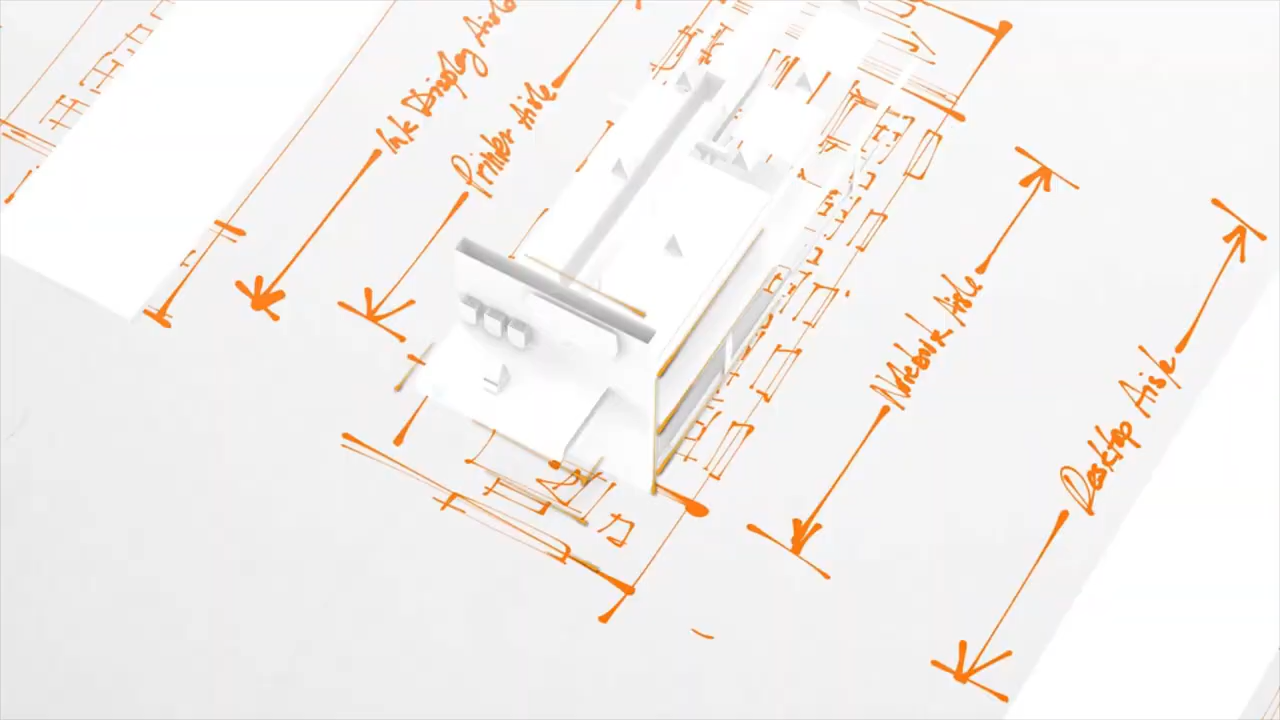 Ink Display Aisle
Printer Aisle
Notebook Aisle
Desktop Aisle